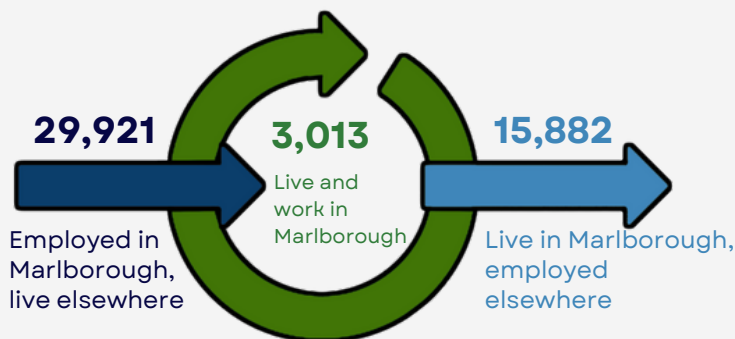 29,921
Employed in
Marlborough,
live elsewhere
3,013
Live and
work in
Marlborough
15,882
Live in Marlborough,
employed
elsewhere